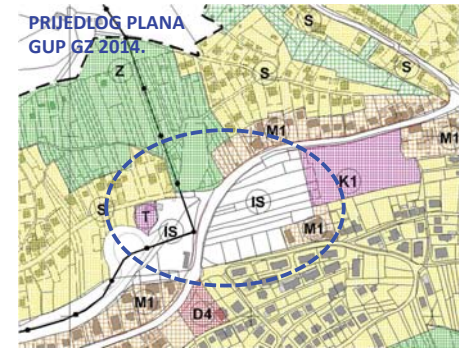 PRIJEDLOG PLANA
GUP GZ 2014.
S
Z
S
S
M1
M1
K1
S
T
IS
IS
M1
M1
D4